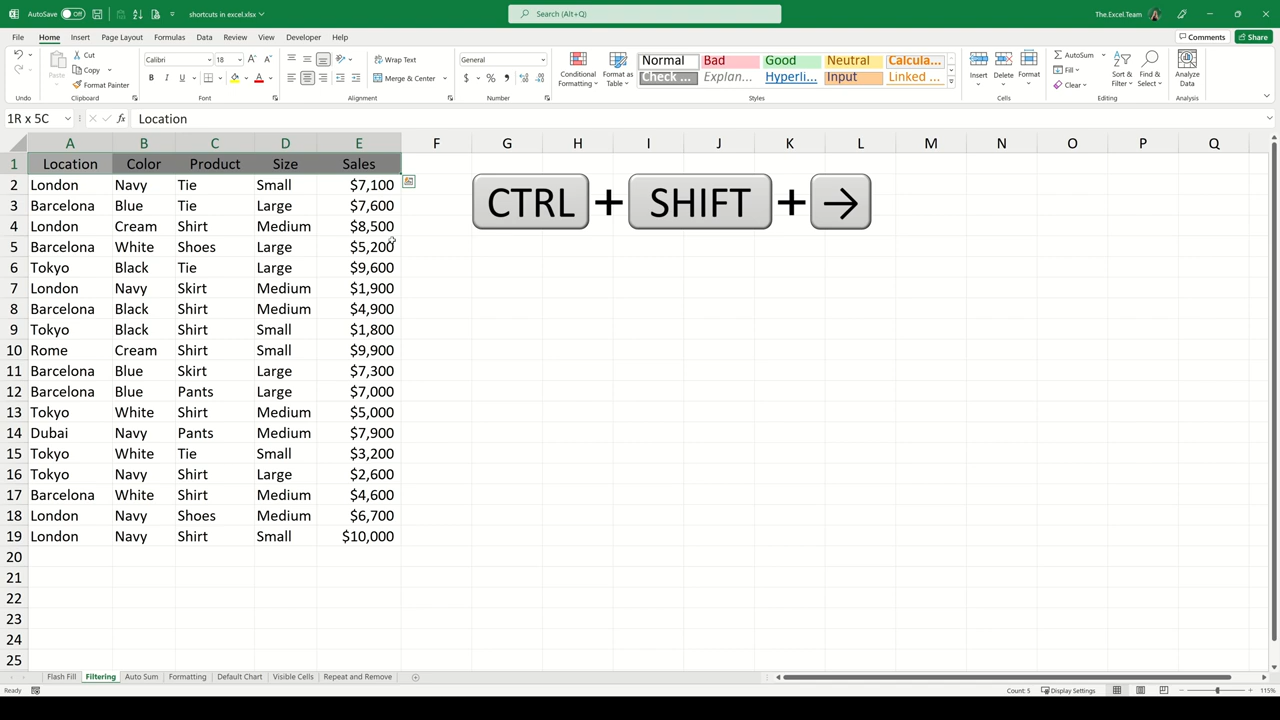 AutoSave Off shortcuts in excel.xlsx Search (Alt+Q) The.Excel.Team
File Home Insert Page Layout Formulas Data Review View Developer Help Comments Share
Cut Calibri 18 Wrap Text General Normal Bad Good Neutral Calcula... AutoSum
Paste Copy Conditional Format as Insert Delete Format Fill Sort & Find & Analyze
Format Painter B I U Merge & Center $ % Formatting Table Check ... Explan... Hyperli... Input Linked ... Clear Filter Select Data
Undo Clipboard Font Alignment Number Styles Cells Editing Analysis
1R x 5C fx Location
A B C D E F G H I J K L M N O P Q
1 Location Color Product Size Sales
2 London Navy Tie Small $7,100
CTRL + SHIFT + →
3 Barcelona Blue Tie Large $7,600
4 London Cream Shirt Medium $8,500
5 Barcelona White Shoes Large $5,200
6 Tokyo Black Tie Large $9,600
7 London Navy Skirt Medium $1,900
8 Barcelona Black Shirt Medium $4,900
9 Tokyo Black Shirt Small $1,800
10 Rome Cream Shirt Small $9,900
11 Barcelona Blue Skirt Large $7,300
12 Barcelona Blue Pants Large $7,000
13 Tokyo White Shirt Medium $5,000
14 Dubai Navy Pants Medium $7,900
15 Tokyo White Tie Small $3,200
16 Tokyo Navy Shirt Large $2,600
17 Barcelona White Shirt Medium $4,600
18 London Navy Shoes Medium $6,700
19 London Navy Shirt Small $10,000
20
21
22
23
24
25
Flash Fill Filtering Auto Sum Formatting Default Chart Visible Cells Repeat and Remove
Ready Count: 5 Display Settings 115%